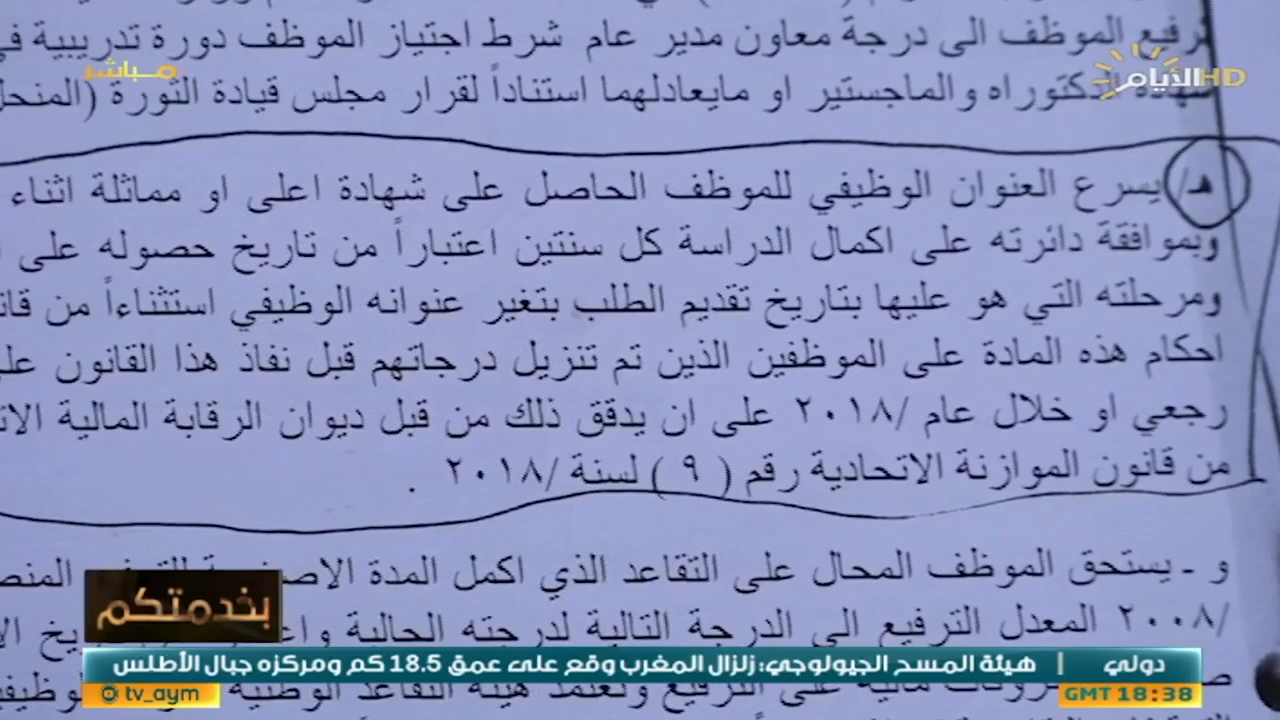 ترفيع الموظف الى درجة معاون مدير عام شرط اجتياز الموظف دورة تدريبية في
مباشر
الأيام HD
شهادة الدكتوراه والماجستير او مايعادلهما استناداً لقرار مجلس قيادة الثورة (المنحل
هـ/ يسرع العنوان الوظيفي للموظف الحاصل على شهادة اعلى او مماثلة اثناء
وبموافقة دائرته على اكمال الدراسة كل سنتين اعتباراً من تاريخ حصوله على
ومرحلته التي هو عليها بتاريخ تقديم الطلب بتغير عنوانه الوظيفي استثناءاً من
احكام هذه المادة على الموظفين الذين تم تنزيل درجاتهم قبل نفاذ هذا القانون
رجعي او خلال عام /٢٠١٨ على ان يدقق ذلك من قبل ديوان الرقابة المالية
من قانون الموازنة الاتحادية رقم ( ٩ ) لسنة /٢٠١٨ .
و ـ يستحق الموظف المحال على التقاعد الذي اكمل المدة
بخدمتكم
/٢٠٠٨ المعدل الترفيع الى الدرجة التالية لدرجته الحالية
دولي | هيئة المسح الجيولوجي: زلزال المغرب وقع على عمق 18.5 كم ومركزه جبال الأطلس
على الترفيع وتعتمد هيئة التقاعد الوطنية
tv_aym
GMT 18:38